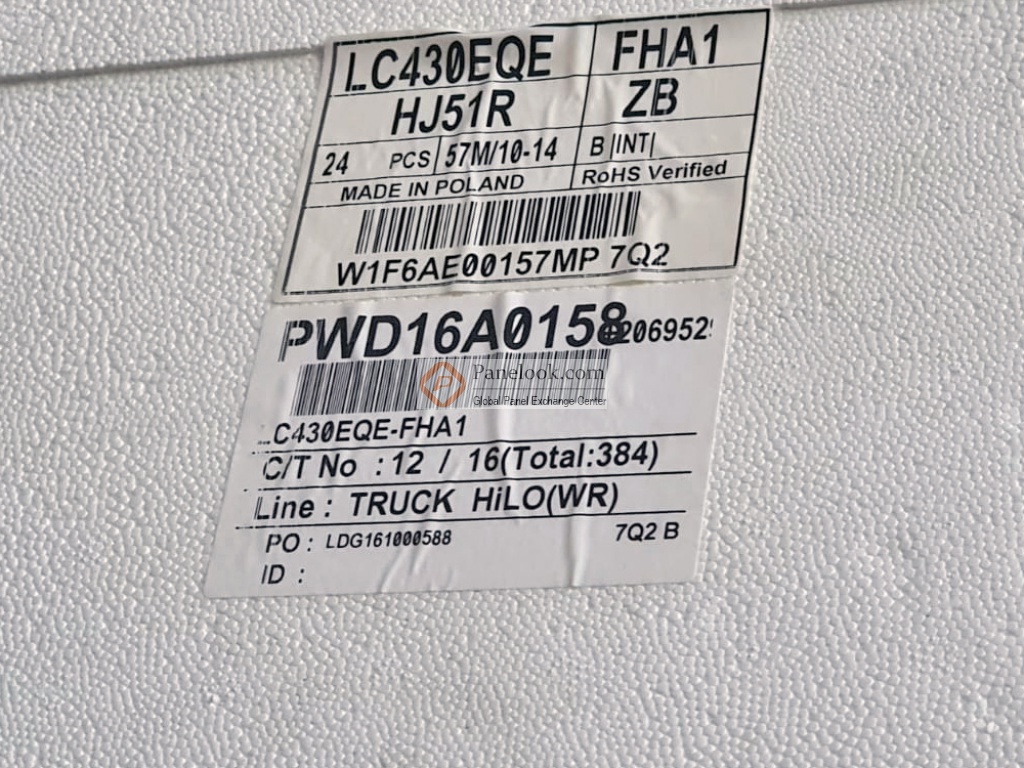 LC430EQE FHA1
HJ51R ZB
24 PCS 57M/10-14 B INT
MADE IN POLAND RoHS Verified
W1F6AE00157MP 7Q2
PWD16A0158
Panelook.com
Global Panel Exchange Center
LC430EQE-FHA1
C/T No : 12 / 16(Total:384)
Line : TRUCK HiLO(WR)
PO : LDG161000588 7Q2 B
ID :